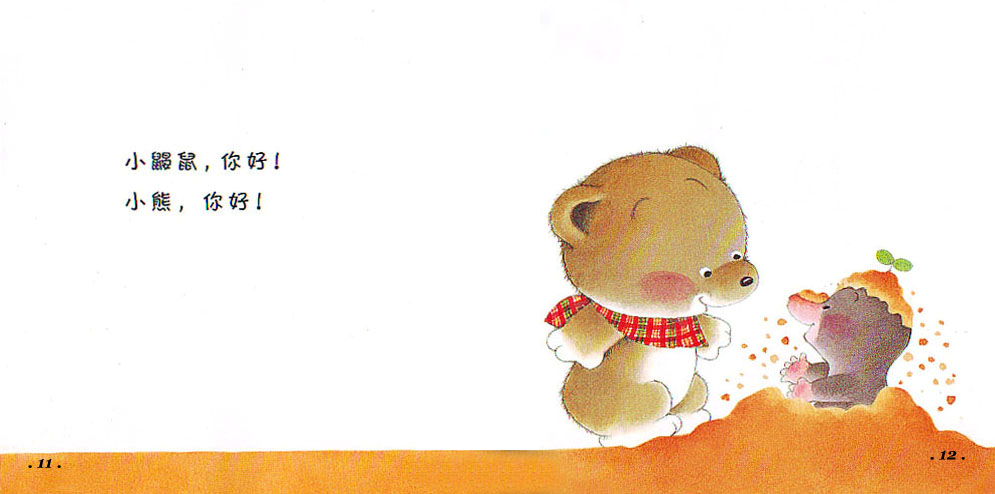 小鼹鼠，你好！
小熊，你好！
. 11 .
. 12 .